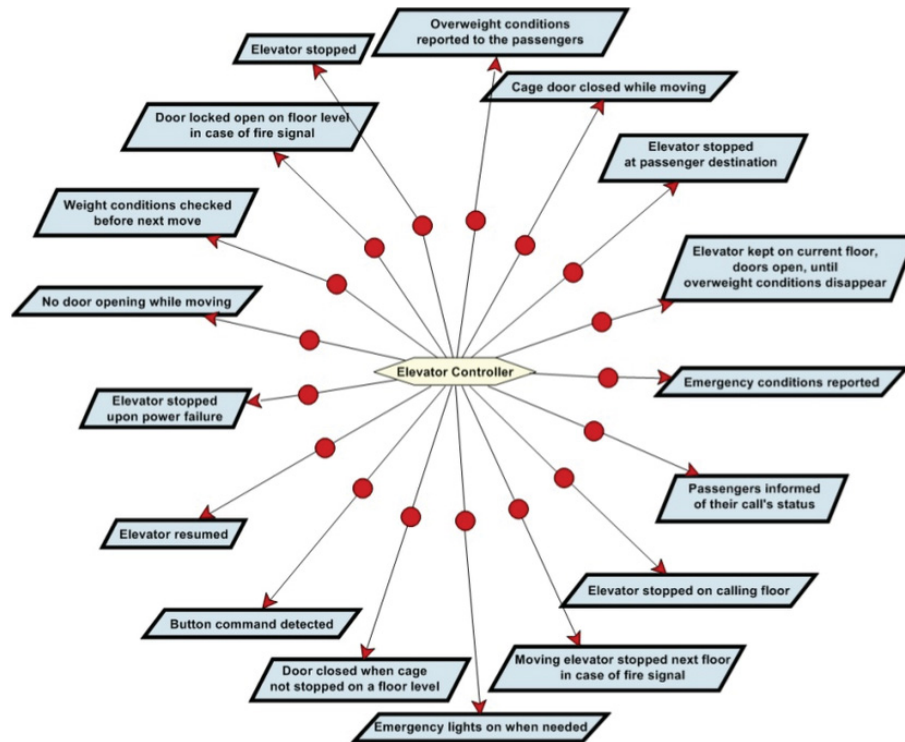 Overweight conditions
reported to the passengers
Elevator stopped
Cage door closed while moving
Door locked open on floor level
in case of fire signal
Elevator stopped
at passenger destination
Weight conditions checked
before next move
Elevator kept on current floor,
doors open, until
overweight conditions disappear
No door opening while moving
Elevator Controller
Emergency conditions reported
Elevator stopped
upon power failure
Passengers informed
of their call's status
Elevator resumed
Elevator stopped on calling floor
Button command detected
Door closed when cage
not stopped on a floor level
Moving elevator stopped next floor
in case of fire signal
Emergency lights on when needed